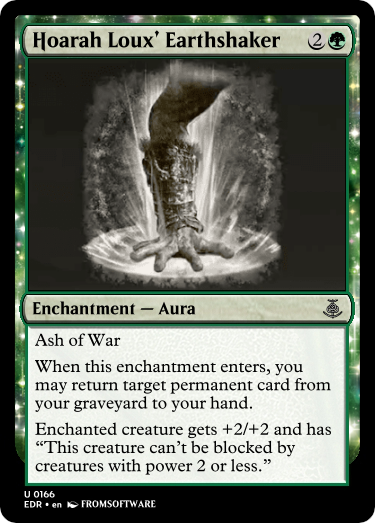 Hoarah Loux' Earthshaker 2
Enchantment — Aura
Ash of War
When this enchantment enters, you
may return target permanent card from
your graveyard to your hand.
Enchanted creature gets +2/+2 and has
“This creature can't be blocked by
creatures with power 2 or less.”
U 0166
EDR • en FROMSOFTWARE